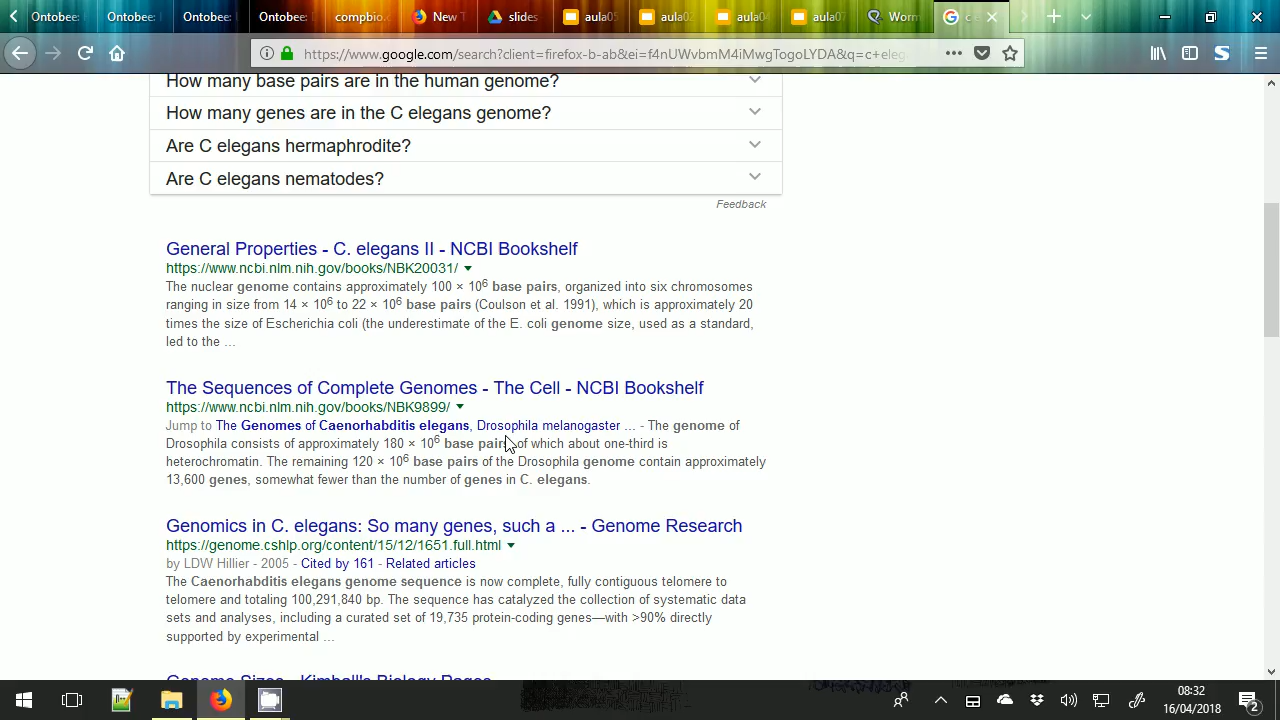 Ontobee:
Ontobee:
Ontobee:
Ontobee:
compbio.
New T
slides
aula05
aula02
aula04
aula07
Worm
https://www.google.com/search?client=firefox-b-ab&ei=f4nUWvbmM4iMwgTogoLYDA&q=c+eleg
How many base pairs are in the human genome?
How many genes are in the C elegans genome?
Are C elegans hermaphrodite?
Are C elegans nematodes?
Feedback
General Properties - C. elegans II - NCBI Bookshelf
https://www.ncbi.nlm.nih.gov/books/NBK20031/
The nuclear genome contains approximately 100 × 10⁶ base pairs, organized into six chromosomes
ranging in size from 14 × 10⁶ to 22 × 10⁶ base pairs (Coulson et al. 1991), which is approximately 20
times the size of Escherichia coli (the underestimate of the E. coli genome size, used as a standard,
led to the ...
The Sequences of Complete Genomes - The Cell - NCBI Bookshelf
https://www.ncbi.nlm.nih.gov/books/NBK9899/
Jump to The Genomes of Caenorhabditis elegans, Drosophila melanogaster ... - The genome of
Drosophila consists of approximately 180 × 10⁶ base pairs of which about one-third is
heterochromatin. The remaining 120 × 10⁶ base pairs of the Drosophila genome contain approximately
13,600 genes, somewhat fewer than the number of genes in C. elegans.
Genomics in C. elegans: So many genes, such a ... - Genome Research
https://genome.cshlp.org/content/15/12/1651.full.html
by LDW Hillier - 2005 - Cited by 161 - Related articles
The Caenorhabditis elegans genome sequence is now complete, fully contiguous telomere to
telomere and totaling 100,291,840 bp. The sequence has catalyzed the collection of systematic data
sets and analyses, including a curated set of 19,735 protein-coding genes—with >90% directly
supported by experimental ...
Genome Sizes - Kimball's Biology Pages
08:32
16/04/2018
2